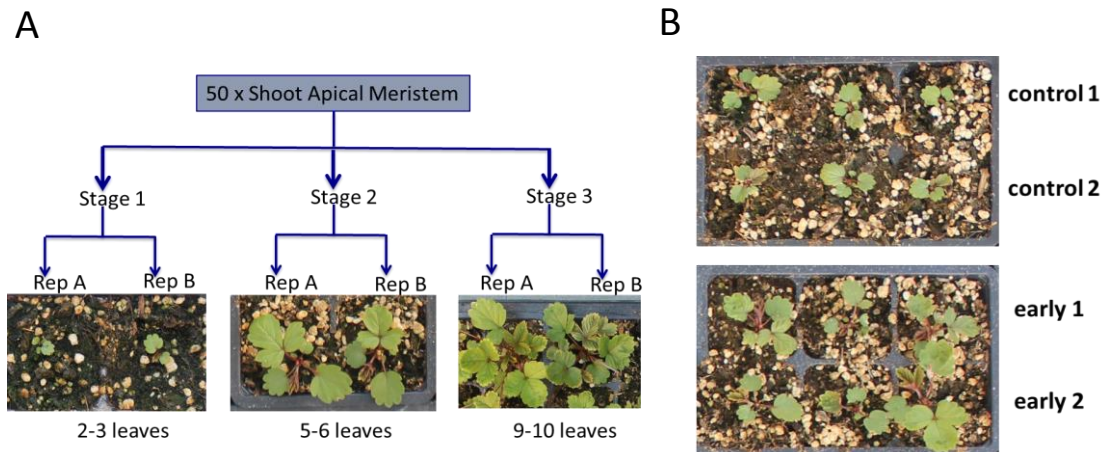 A
50 x Shoot Apical Meristem
Stage 1
Stage 2
Stage 3
Rep A
Rep B
Rep A
Rep B
Rep A
Rep B
2-3 leaves
5-6 leaves
9-10 leaves
B
control 1
control 2
early 1
early 2